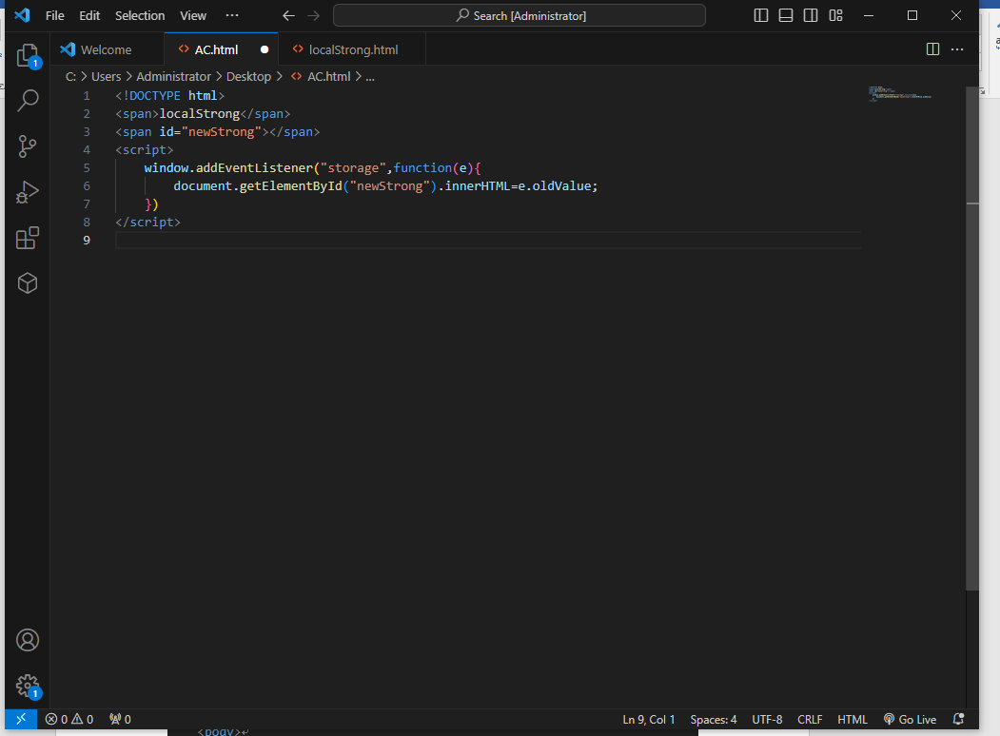 File Edit Selection View ··· Search [Administrator]
Welcome AC.html localStrong.html
C: > Users > Administrator > Desktop > AC.html > ...
1 <!DOCTYPE html>
2 <span>localStrong</span>
3 <span id="newStrong"></span>
4 <script>
5 window.addEventListener("storage",function(e){
6 document.getElementById("newStrong").innerHTML=e.oldValue;
7 })
8 </script>
9
1
1
0 0 0 Ln 9, Col 1 Spaces: 4 UTF-8 CRLF HTML Go Live
<body>